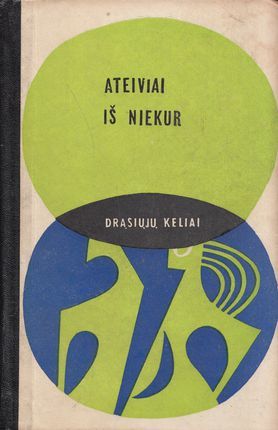 ATEIVIAI
IŠ NIEKUR
DRĄSIŲJŲ KELIAI